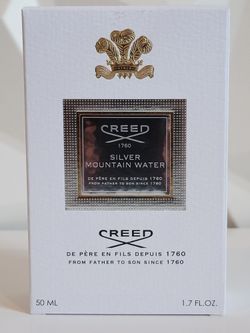 CREED
1760
SILVER
MOUNTAIN WATER
DE PÈRE EN FILS DEPUIS 1760
FROM FATHER TO SON SINCE 1760
CREED
DE PÈRE EN FILS DEPUIS 1760
FROM FATHER TO SON SINCE 1760
50 ML 1.7 FL.OZ.